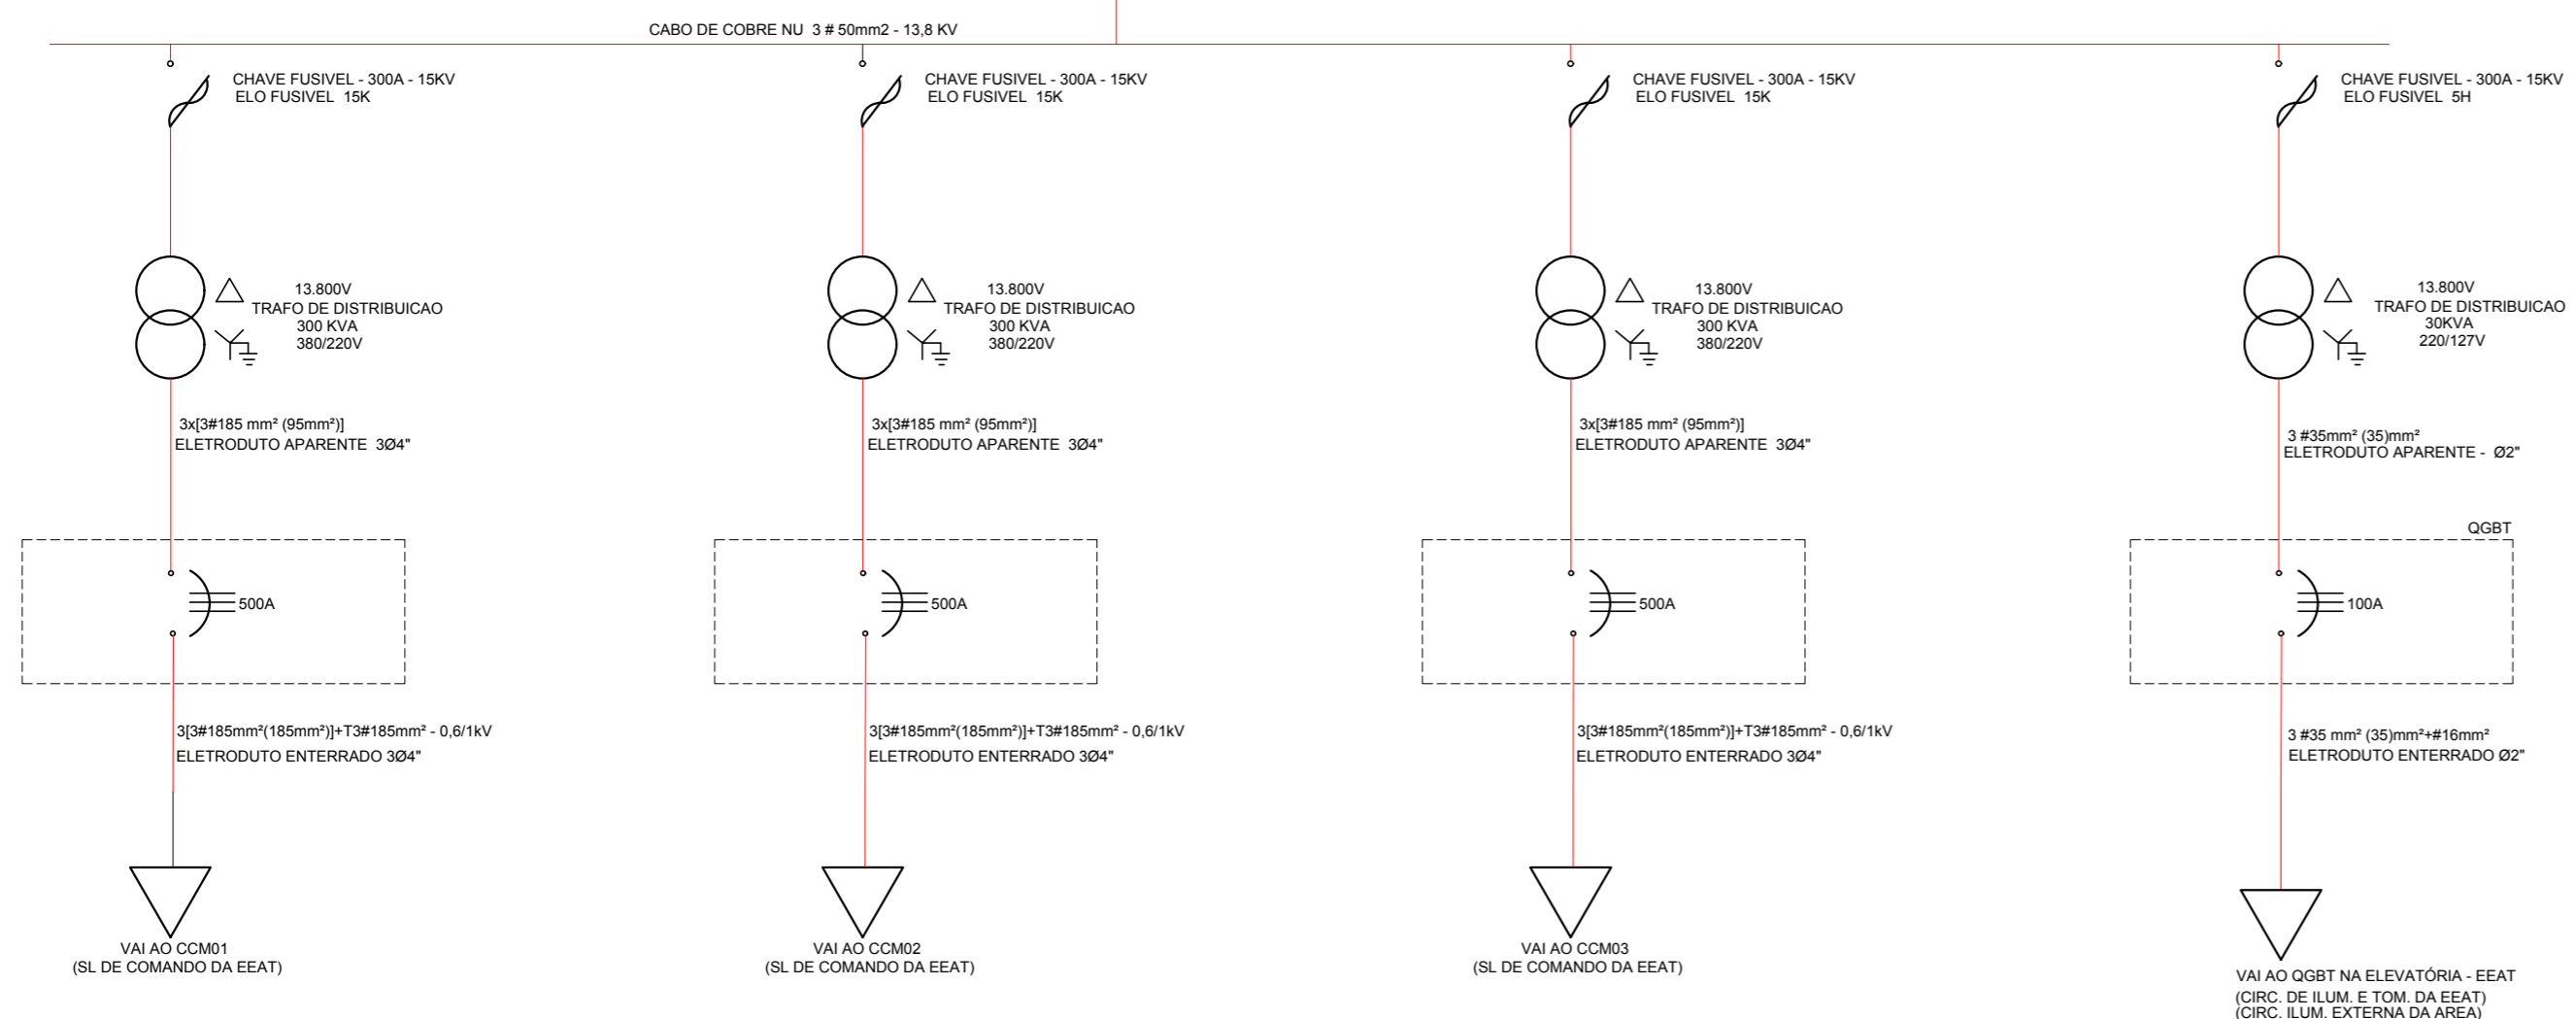 CABO DE COBRE NU 3 # 50mm2 - 13,8 KV
CHAVE FUSIVEL - 300A - 15KV
ELO FUSIVEL 15K
CHAVE FUSIVEL - 300A - 15KV
ELO FUSIVEL 15K
CHAVE FUSIVEL - 300A - 15KV
ELO FUSIVEL 15K
CHAVE FUSIVEL - 300A - 15KV
ELO FUSIVEL 5H
13.800V
TRAFO DE DISTRIBUICAO
300 KVA
380/220V
13.800V
TRAFO DE DISTRIBUICAO
300 KVA
380/220V
13.800V
TRAFO DE DISTRIBUICAO
300 KVA
380/220V
13.800V
TRAFO DE DISTRIBUICAO
30KVA
220/127V
3x[3#185 mm² (95mm²)]
ELETRODUTO APARENTE 3Ø4"
3x[3#185 mm² (95mm²)]
ELETRODUTO APARENTE 3Ø4"
3x[3#185 mm² (95mm²)]
ELETRODUTO APARENTE 3Ø4"
3 #35mm² (35)mm²
ELETRODUTO APARENTE - Ø2"
QGBT
500A
500A
500A
100A
3[3#185mm²(185mm²)]+T3#185mm² - 0,6/1kV
ELETRODUTO ENTERRADO 3Ø4"
3[3#185mm²(185mm²)]+T3#185mm² - 0,6/1kV
ELETRODUTO ENTERRADO 3Ø4"
3[3#185mm²(185mm²)]+T3#185mm² - 0,6/1kV
ELETRODUTO ENTERRADO 3Ø4"
3 #35 mm² (35)mm²+#16mm²
ELETRODUTO ENTERRADO Ø2"
VAI AO CCM01
(SL DE COMANDO DA EEAT)
VAI AO CCM02
(SL DE COMANDO DA EEAT)
VAI AO CCM03
(SL DE COMANDO DA EEAT)
VAI AO QGBT NA ELEVATÓRIA - EEAT
(CIRC. DE ILUM. E TOM. DA EEAT)
(CIRC. ILUM. EXTERNA DA AREA)